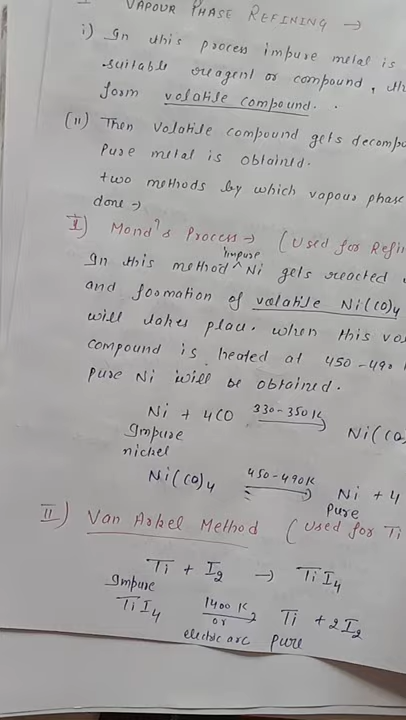 I VAPOUR PHASE REFINING →
i) In this process impure metal is
suitable reagent or compound, th
form volatile compound.
(ii) Then Volatile compound gets decompo
Pure metal is obtained.
two methods by which vapour phase
done →
I) Mond's Process → (Used for Refin
In this method ^impure Ni gets reacted
and formation of volatile Ni(CO)4
will takes place. when this vo
compound is heated at 450-490
pure Ni will be obtained.
Ni + 4CO 330-350K→ Ni(CO
Impure
nickel
Ni(CO)4 450-490K→ Ni + 4
Pure
II) Van Arkel Method (Used for Ti
Ti + I2 → TiI4
Impure
TiI4 1400 K or electric arc→ Ti + 2I2
pure